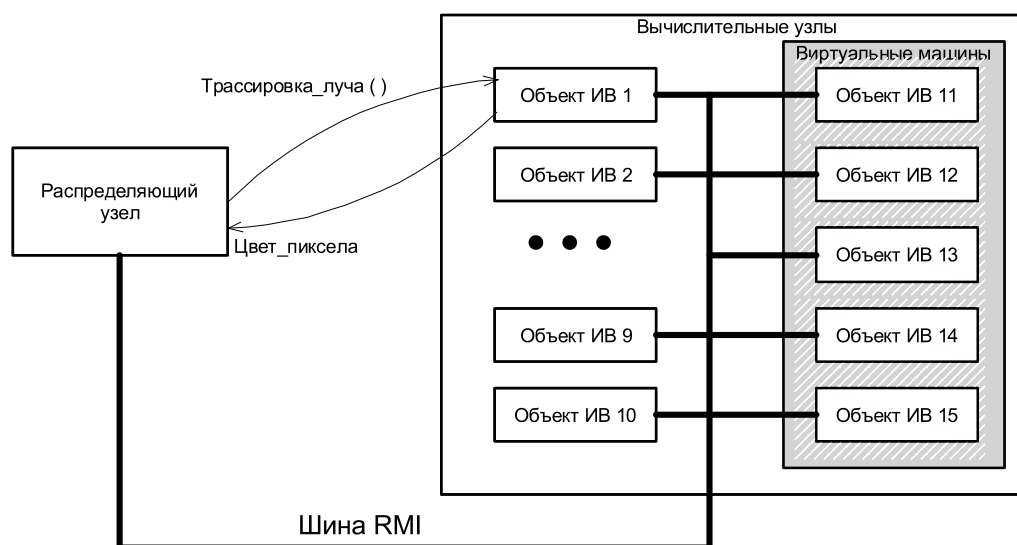 Вычислительные узлы
Виртуальные машины
Трассировка_луча ( )
Объект ИВ 1
Объект ИВ 11
Распределяющий
узел
Объект ИВ 2
Объект ИВ 12
Цвет_пиксела
Объект ИВ 13
Объект ИВ 9
Объект ИВ 14
Объект ИВ 10
Объект ИВ 15
Шина RMI